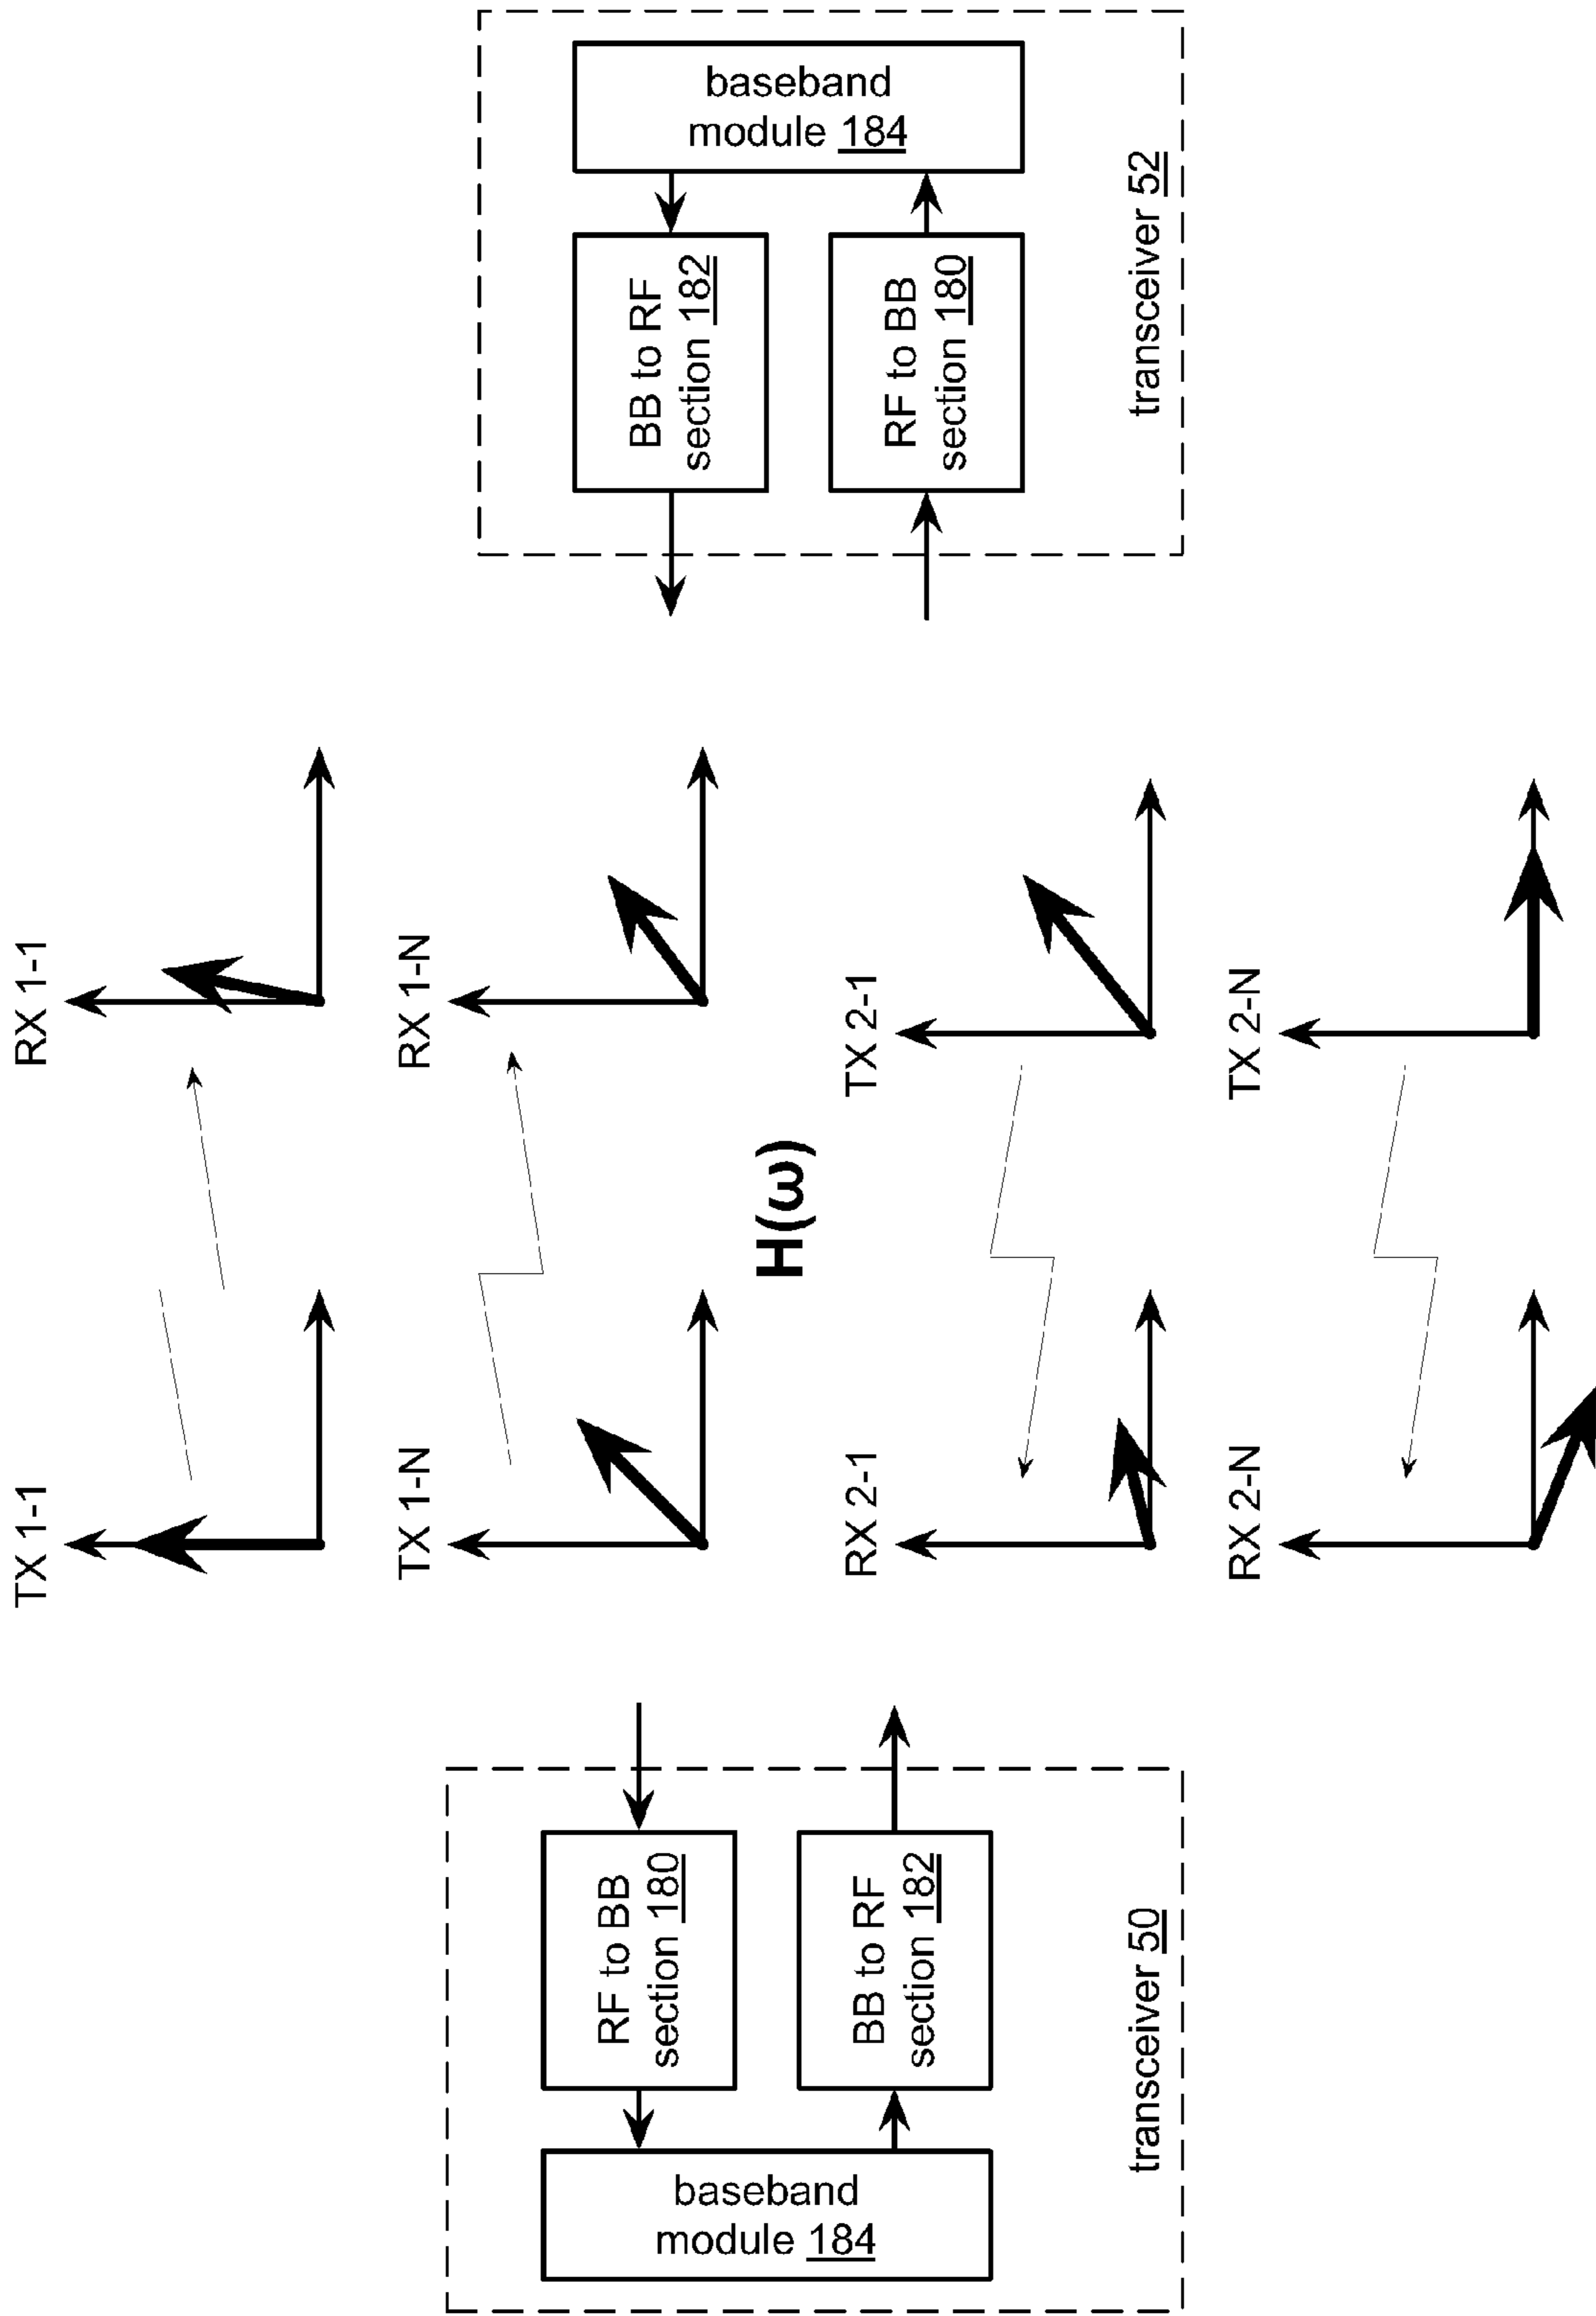 TX 1-1
RX 1-1
TX 1-N
RX 1-N
H(ω)
RX 2-1
TX 2-1
RX 2-N
TX 2-N
baseband
module 184
RF to BB
section 180
BB to RF
section 182
transceiver 50
BB to RF
section 182
RF to BB
section 180
baseband
module 184
transceiver 52